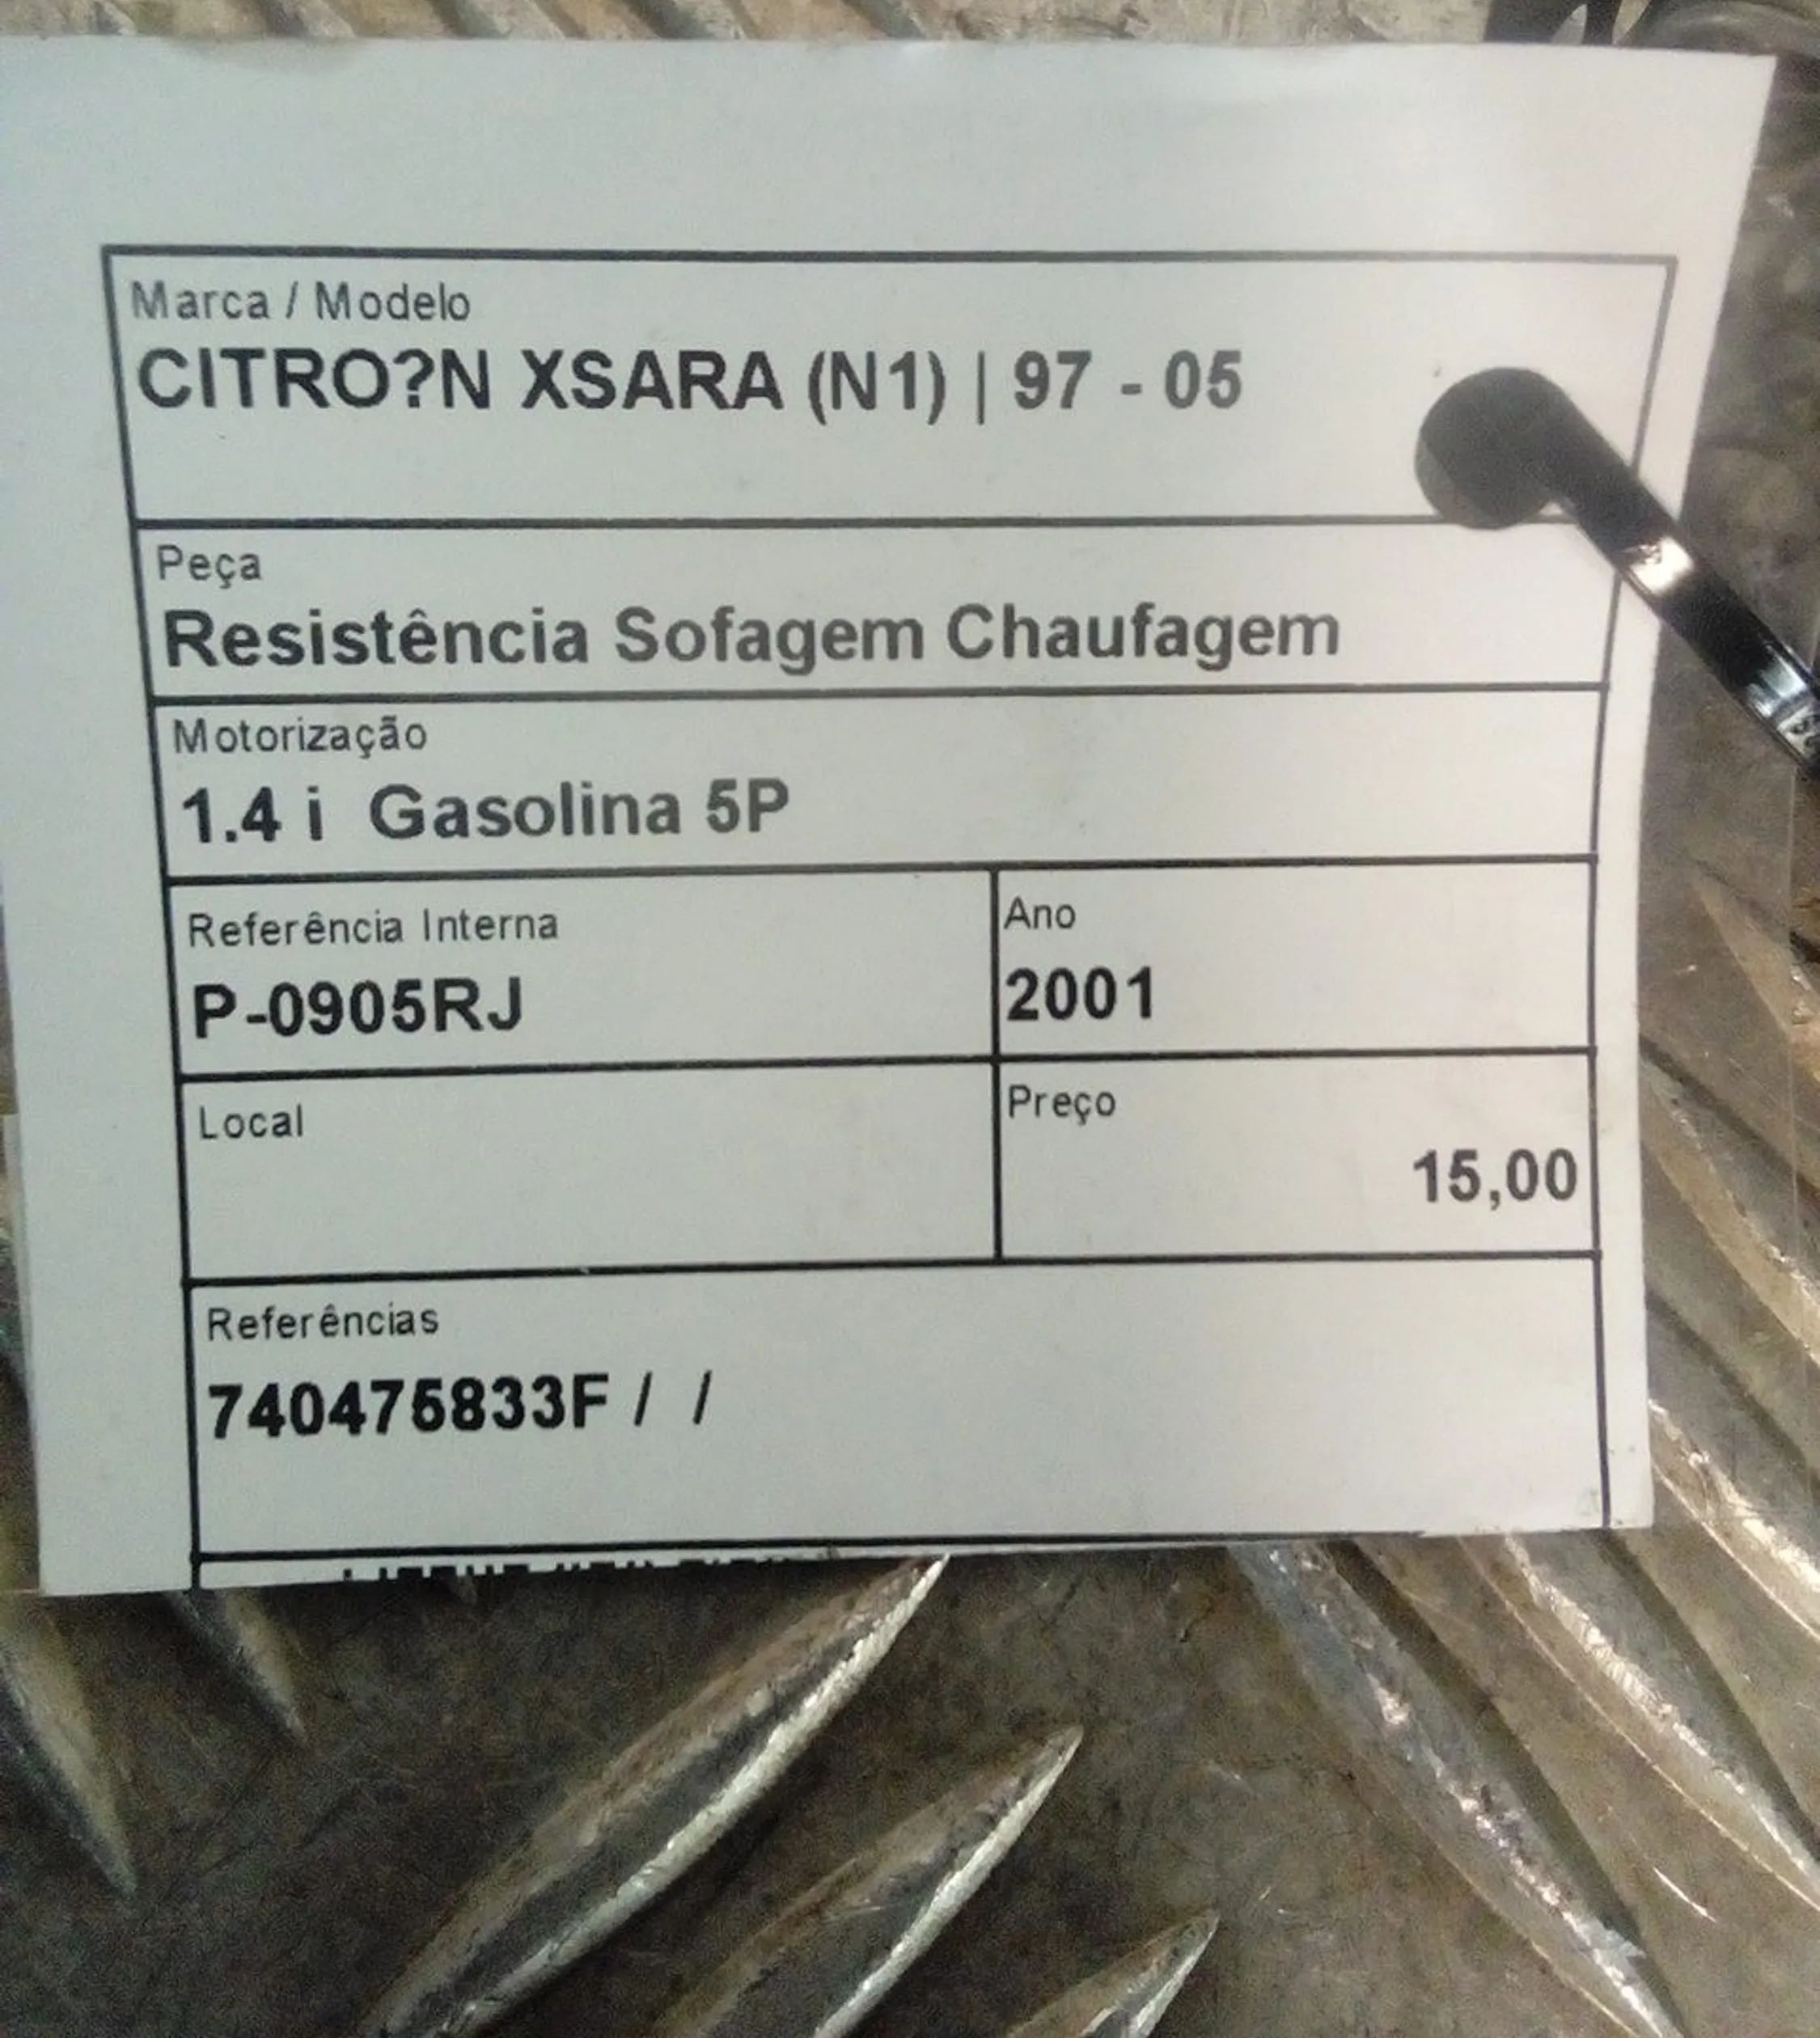 Marca / Modelo
CITRO?N XSARA (N1) | 97 - 05
Peça
Resistência Sofagem Chaufagem
Motorização
1.4 i Gasolina 5P
Referência Interna
P-0905RJ
Ano
2001
Local
Preço
15,00
Referências
740475833F / /